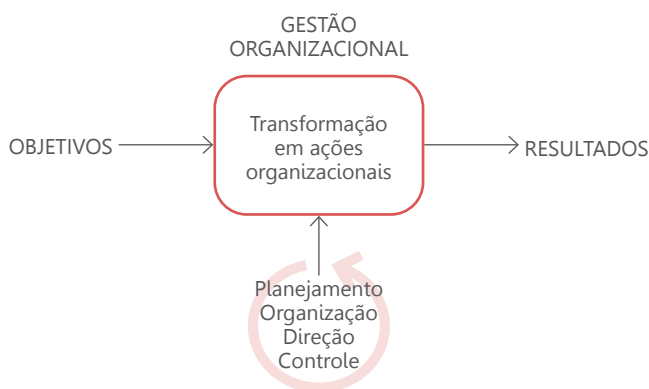 GESTÃO
ORGANIZACIONAL
OBJETIVOS
Transformação
em ações
organizacionais
RESULTADOS
Planejamento
Organização
Direção
Controle